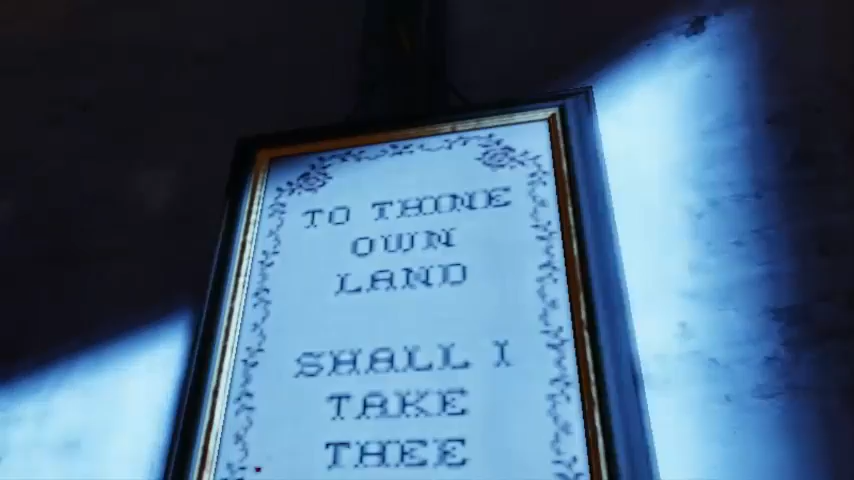 TO THINE
OWN
LAND
SHALL I
TAKE
THEE